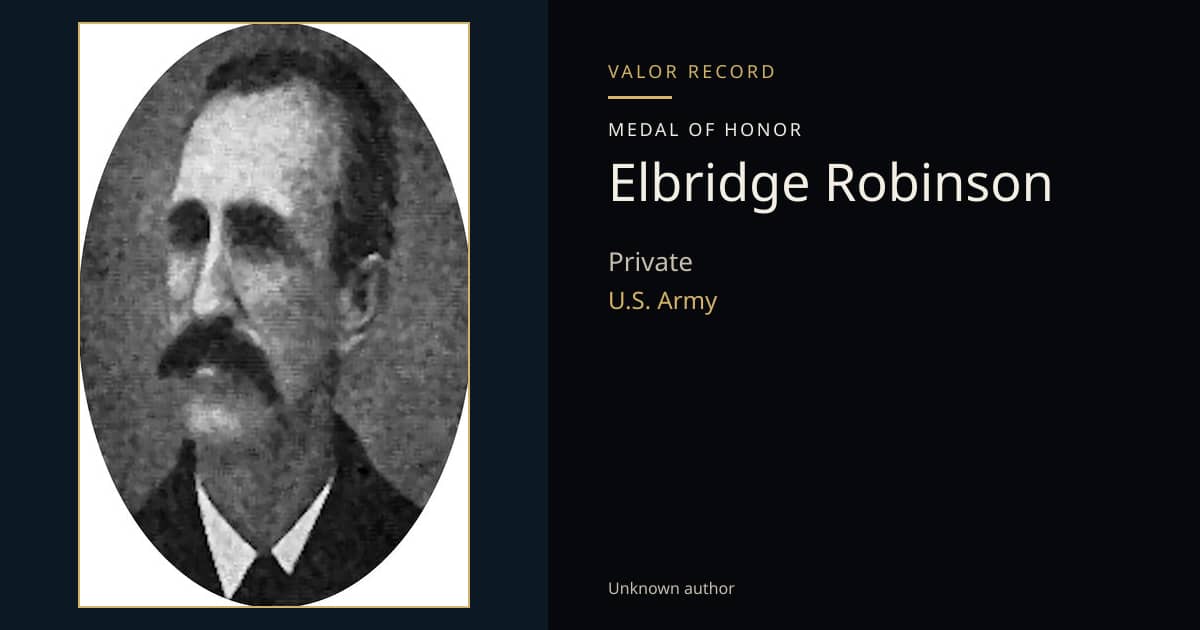 VALOR RECORD
MEDAL OF HONOR
Elbridge Robinson
Private
U.S. Army
Unknown author